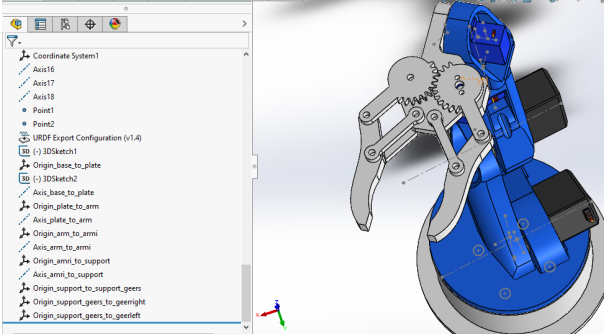 Coordinate System1
Axis16
Axis17
Axis18
Point1
Point2
URDF Export Configuration (v1.4)
3D (-) 3DSketch1
Origin_base_to_plate
3D (-) 3DSketch2
Axis_base_to_plate
Origin_plate_to_arm
Axis_plate_to_arm
Origin_arm_to_armi
Axis_arm_to_armi
Origin_amri_to_support
Axis_amri_to_support
Origin_support_to_support_geers
Origin_support_geers_to_geerright
Origin_support_geers_to_geerleft